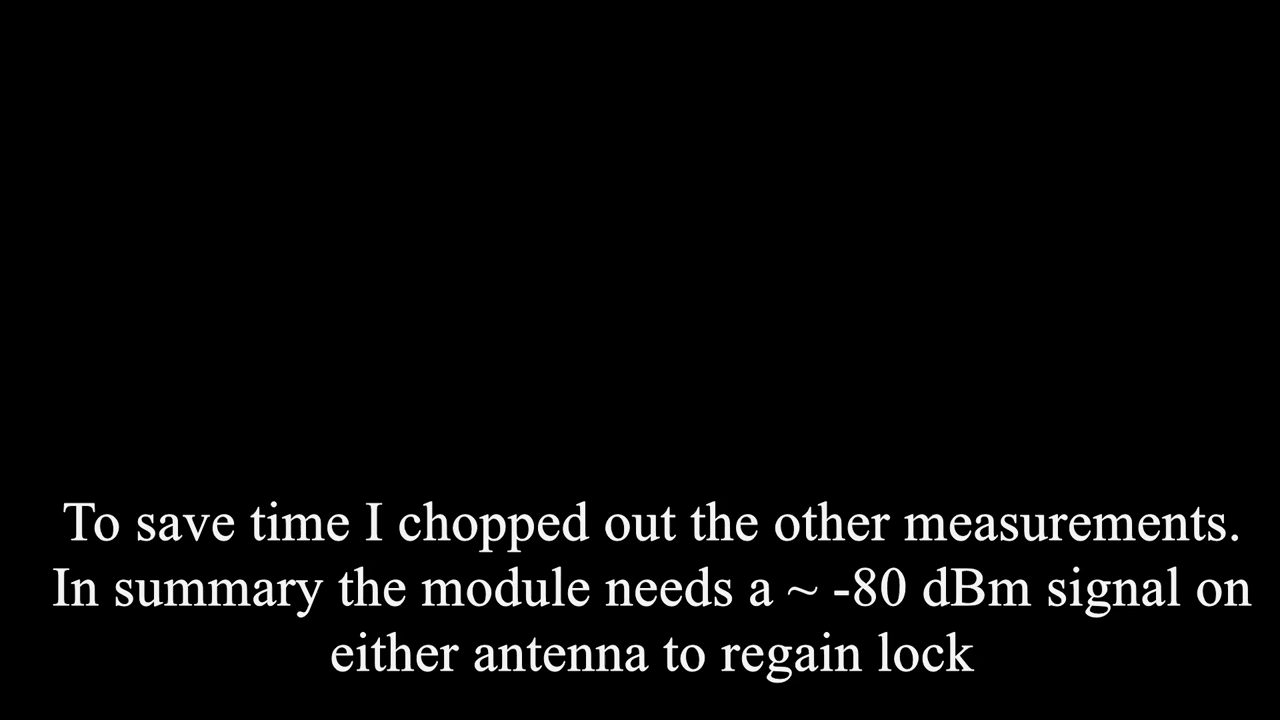 To save time I chopped out the other measurements.
In summary the module needs a ~ -80 dBm signal on
either antenna to regain lock